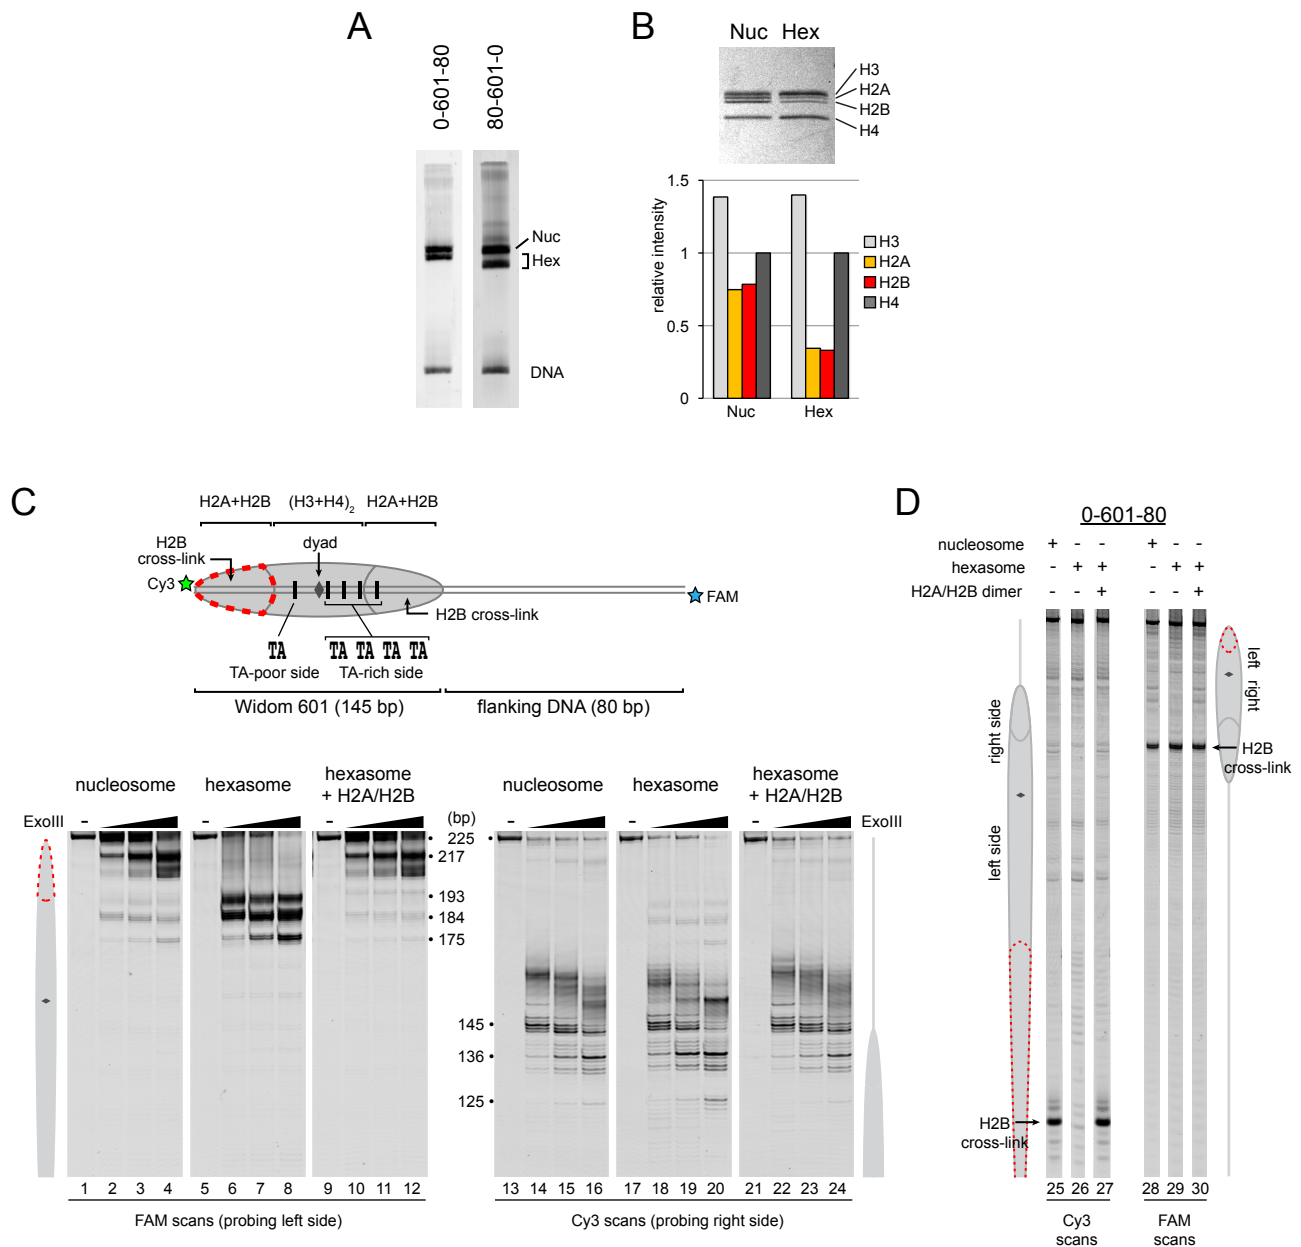 A
0-601-80
80-601-0
Nuc
Hex
DNA
B
Nuc Hex
H3
H2A
H2B
H4
1.5
1
0.5
0
relative intensity
H3
H2A
H2B
H4
Nuc
Hex
C
H2A+H2B
(H3+H4)2
H2A+H2B
H2B
cross-link
dyad
Cy3
FAM
H2B cross-link
TA
TA TA TA TA
TA-poor side
TA-rich side
Widom 601 (145 bp)
flanking DNA (80 bp)
nucleosome
hexasome
hexasome
+ H2A/H2B
ExoIII
-
-
-
(bp)
225
217
193
184
175
145
136
125
nucleosome
hexasome
hexasome
+ H2A/H2B
-
-
-
ExoIII
1 2 3 4 5 6 7 8 9 10 11 12
FAM scans (probing left side)
13 14 15 16 17 18 19 20 21 22 23 24
Cy3 scans (probing right side)
D
0-601-80
nucleosome + - - + - -
hexasome - + + - + +
H2A/H2B dimer - - + - - +
right side
left side
H2B
cross-link
left
right
H2B
cross-link
25 26 27
28 29 30
Cy3
scans
FAM
scans